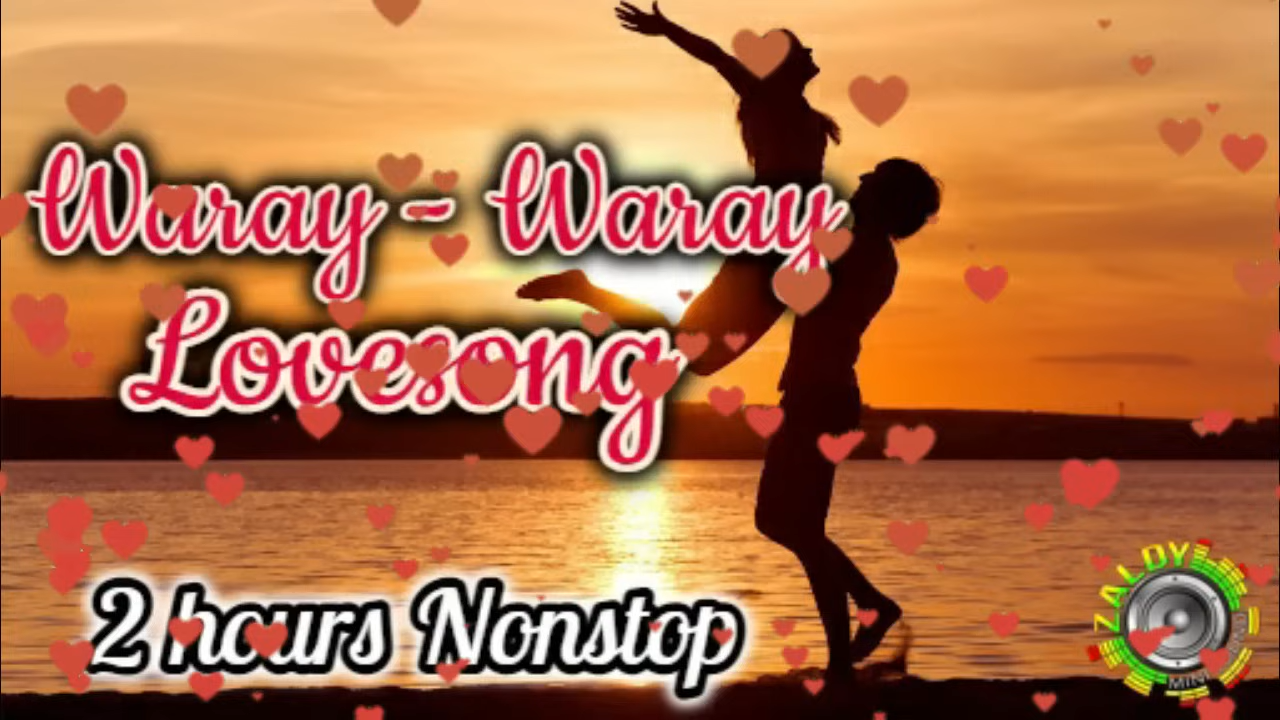 Waray - Waray
Lovesong
2 hours Nonstop
ZALDY
MINI